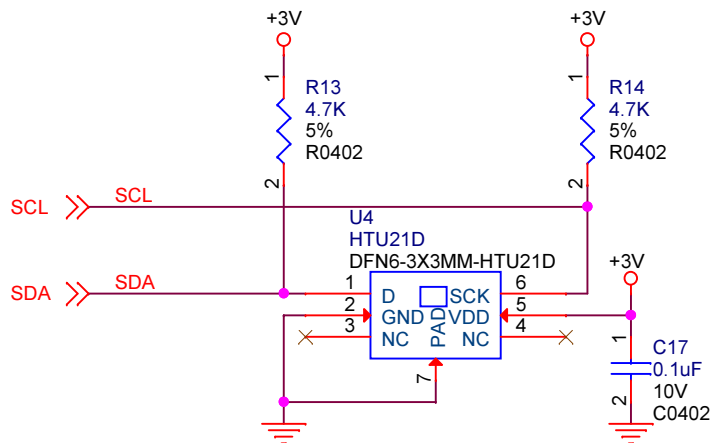 +3V
+3V
1
1
R13
4.7K
5%
R0402
R14
4.7K
5%
R0402
2
2
SCL
SCL
U4
HTU21D
DFN6-3X3MM-HTU21D
+3V
SDA
SDA
1
D
SCK
6
2
GND
VDD
5
3
NC
NC
4
PAD
7
1
C17
0.1uF
10V
C0402
2